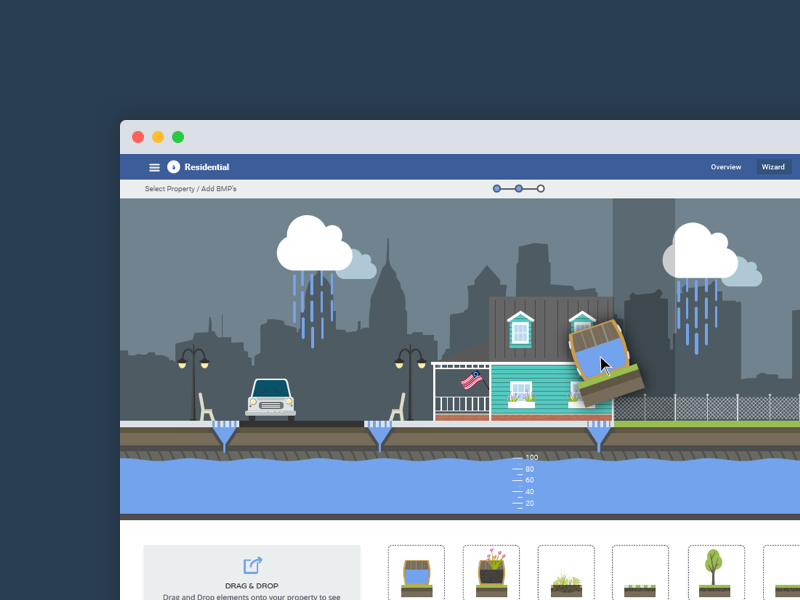 Residential
Overview
Wizard
Select Property / Add BMP's
100
80
60
40
20
DRAG & DROP
Drag and Drop elements onto your property to see